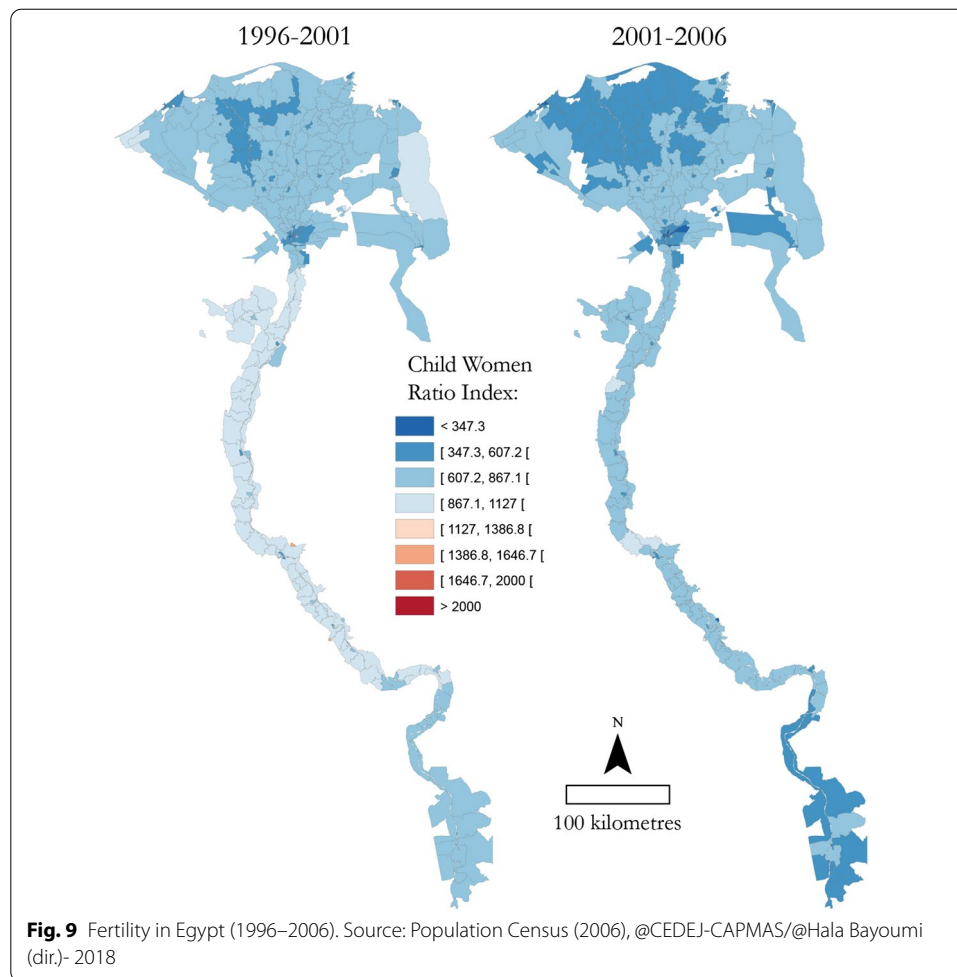 1996-2001
2001-2006
Child Women
Ratio Index:
< 347.3
[ 347.3, 607.2 [
[ 607.2, 867.1 [
[ 867.1, 1127 [
[ 1127, 1386.8 [
[ 1386.8, 1646.7 [
[ 1646.7, 2000 [
> 2000
N
100 kilometres
Fig. 9 Fertility in Egypt (1996–2006). Source: Population Census (2006), @CEDEJ-CAPMAS/@Hala Bayoumi
(dir.)- 2018